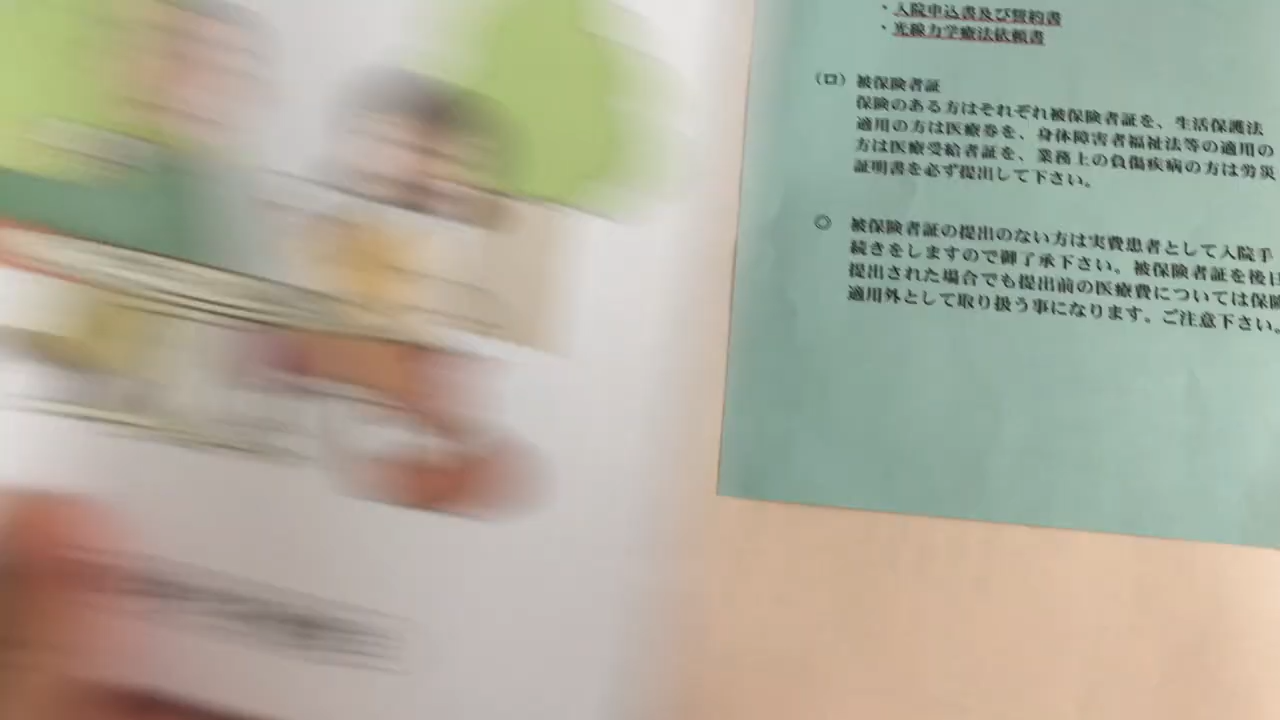 ・入院申込書及び誓約書
・光線力学療法依頼書
(ロ) 被保険者証
保険のある方はそれぞれ被保険者証を、生活保護法
適用の方は医療券を、身体障害者福祉法等の適用の
方は医療受給者証を、業務上の負傷疾病の方は労災
証明書を必ず提出して下さい。
◎ 被保険者証の提出のない方は実費患者として入院手
続きをしますので御了承下さい。被保険者証を後日
提出された場合でも提出前の医療費については保険
適用外として取り扱う事になります。ご注意下さい。